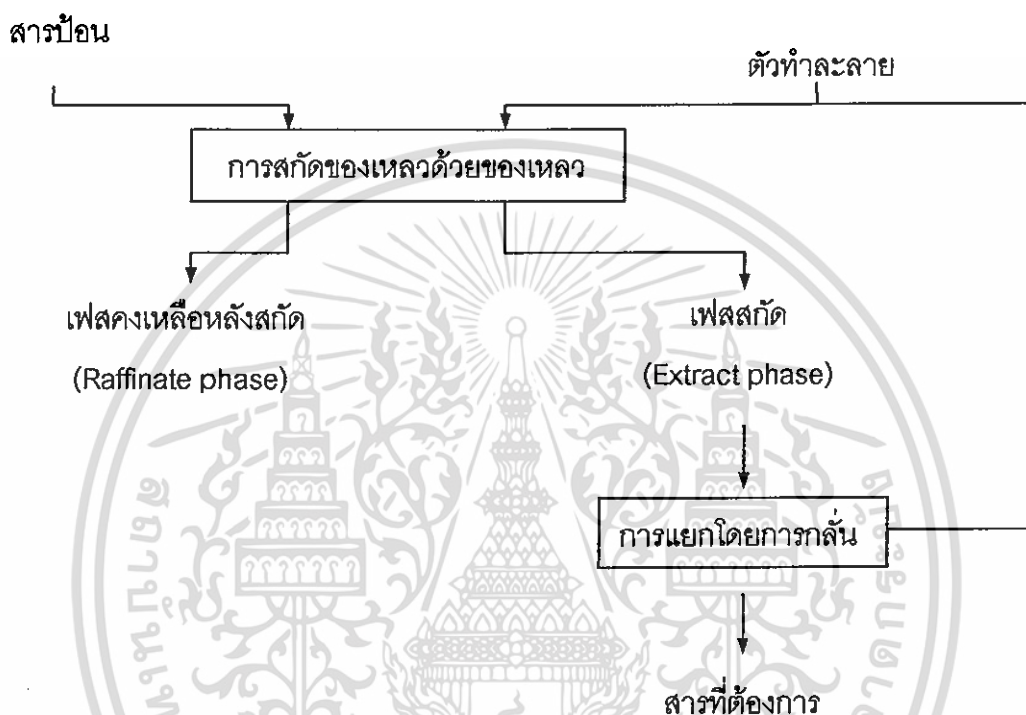 สารป้อน
ตัวทำละลาย
การสกัดของเหลวด้วยของเหลว
เฟสคงเหลือหลังสกัด
(Raffinate phase)
เฟสสกัด
(Extract phase)
การแยกโดยการกลั่น
สารที่ต้องการ